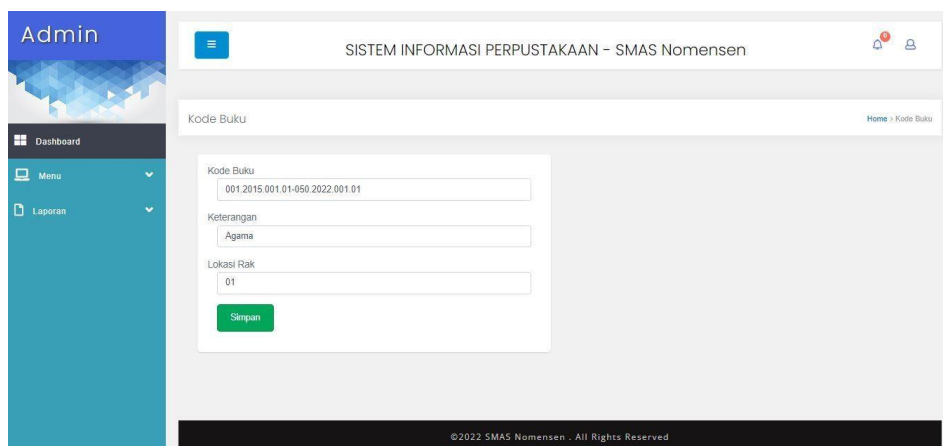 Admin
SISTEM INFORMASI PERPUSTAKAAN - SMAS Nomensen
0
Kode Buku
Home > Kode Buku
Dashboard
Menu
Laporan
Kode Buku
001.2015.001.01-050.2022.001.01
Keterangan
Agama
Lokasi Rak
01
Simpan
©2022 SMAS Nomensen . All Rights Reserved